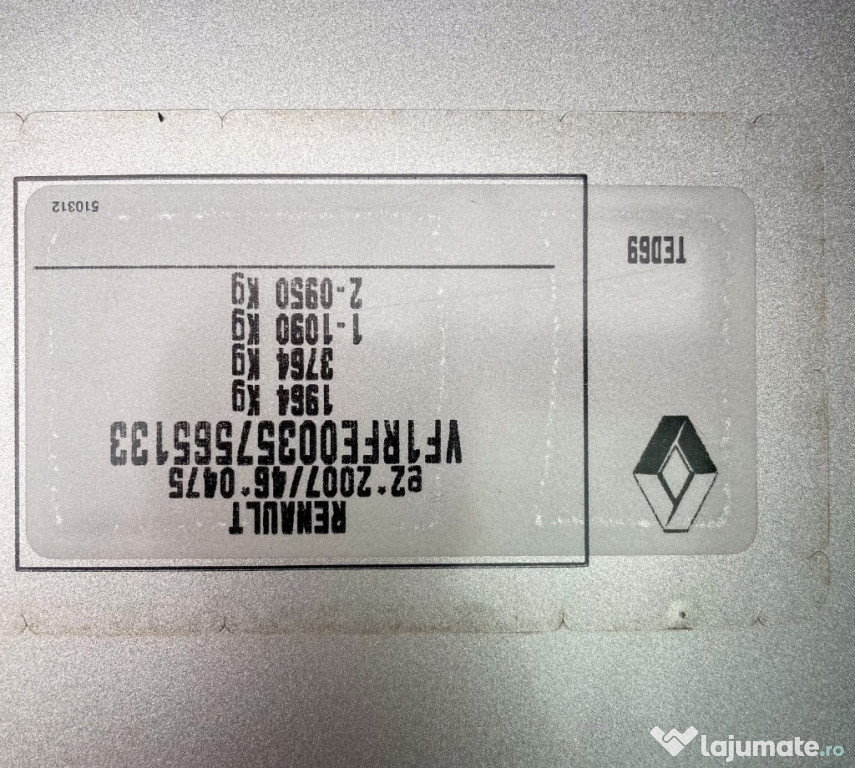 RENAULT
e2*2007/46*0475
VF1RFE00357565133
1964 Kg
3764 Kg
1-1090 Kg
2-0950 Kg
TED69
510312
lajumate.ro